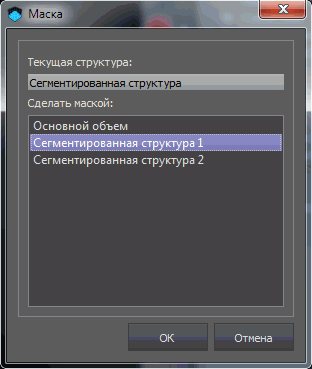 Маска
Текущая структура:
Сегментированная структура
Сделать маской:
Основной объем
Сегментированная структура 1
Сегментированная структура 2
OK
Отмена